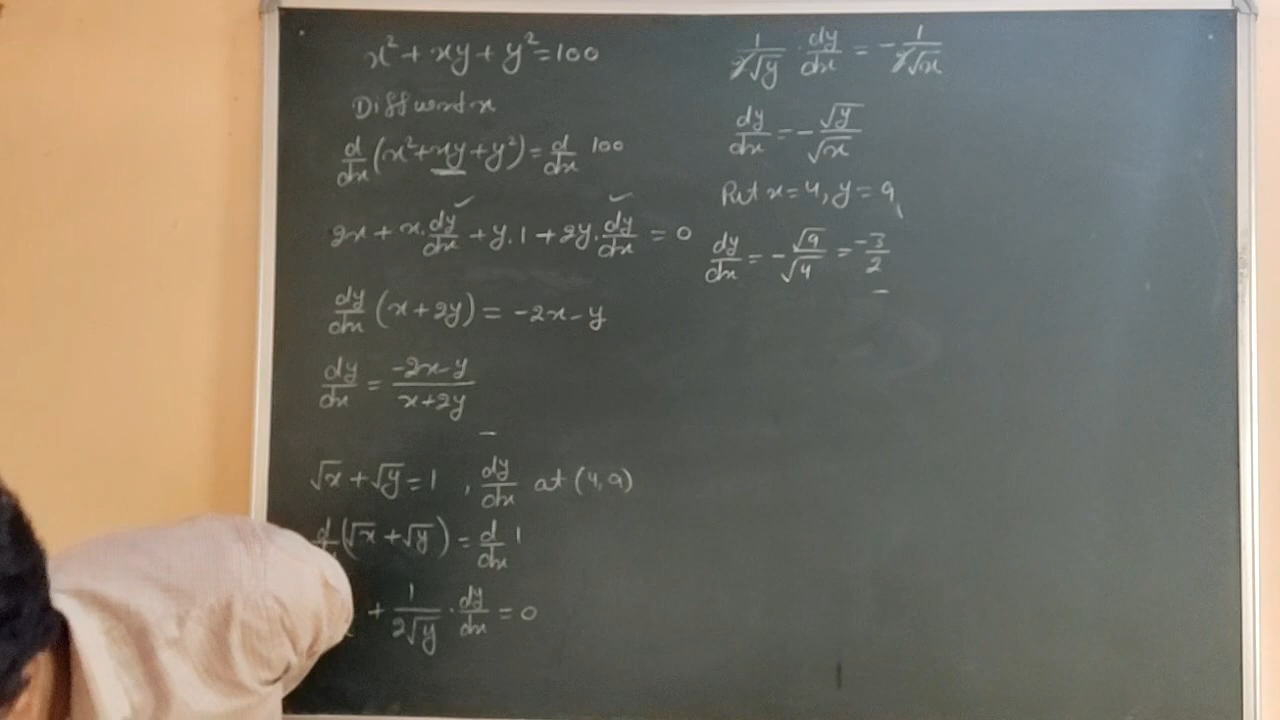 x² + xy + y² = 100
Diff w.r.t x
d/dx (x² + xy + y²) = d/dx 100
2x + x. dy/dx + y.1 + 2y. dy/dx = 0
dy/dx (x + 2y) = -2x - y
dy/dx = (-2x - y)/(x + 2y)
√x + √y = 1 , dy/dx at (4, 9)
(√x + √y) = d/dx 1
+ 1/(2√y) . dy/dx = 0
1/(2√y) . dy/dx = - 1/(2√x)
dy/dx = - √y/√x
Put x = 4, y = 9,
dy/dx = - √9/√4 = -3/2